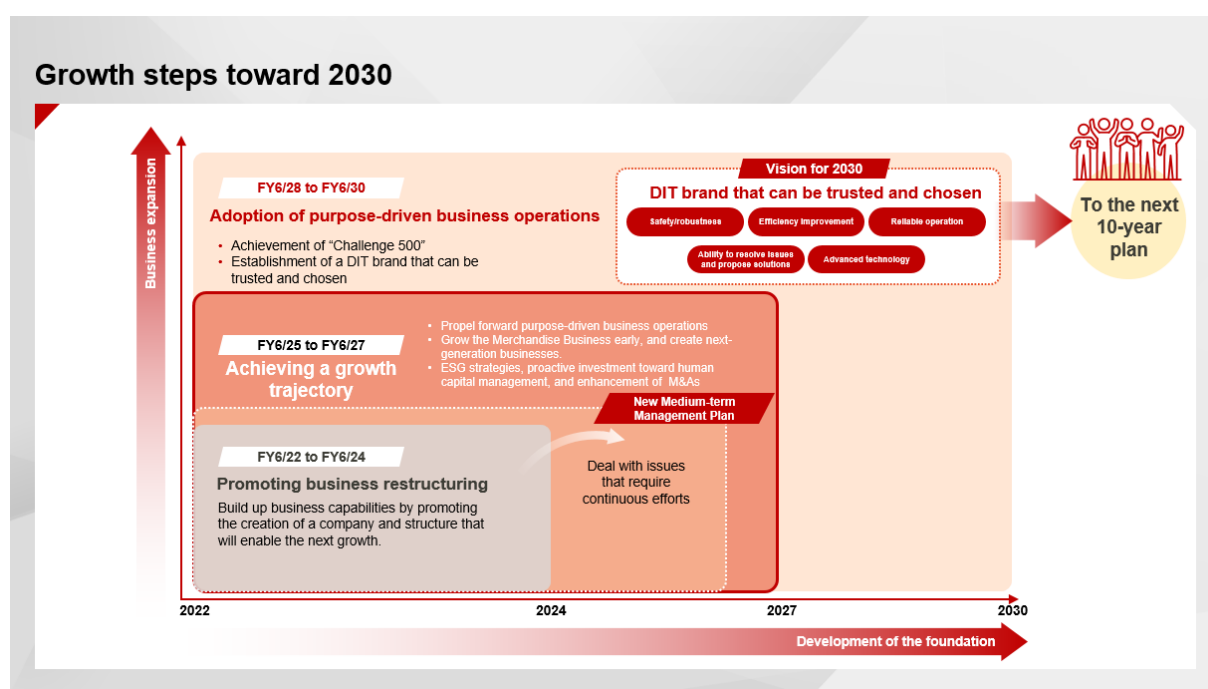 Growth steps toward 2030
Business expansion
FY6/28 to FY6/30
Adoption of purpose-driven business operations
• Achievement of “Challenge 500”
• Establishment of a DIT brand that can be
trusted and chosen
Vision for 2030
DIT brand that can be trusted and chosen
Safety/robustness
Efficiency improvement
Reliable operation
Ability to resolve issues
and propose solutions
Advanced technology
To the next
10-year
plan
FY6/25 to FY6/27
Achieving a growth
trajectory
• Propel forward purpose-driven business operations
• Grow the Merchandise Business early, and create next-
generation businesses.
• ESG strategies, proactive investment toward human
capital management, and enhancement of M&As
New Medium-term
Management Plan
FY6/22 to FY6/24
Promoting business restructuring
Build up business capabilities by promoting
the creation of a company and structure that
will enable the next growth.
Deal with issues
that require
continuous efforts
2022
2024
2027
2030
Development of the foundation